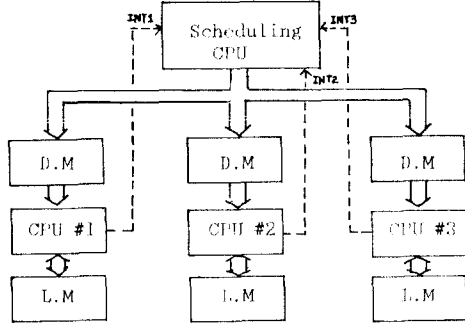 INT1
Scheduling
CPU
INT3
INT2
D.M
D.M
D.M
CPU #1
CPU #2
CPU #3
L.M
L.M
L.M